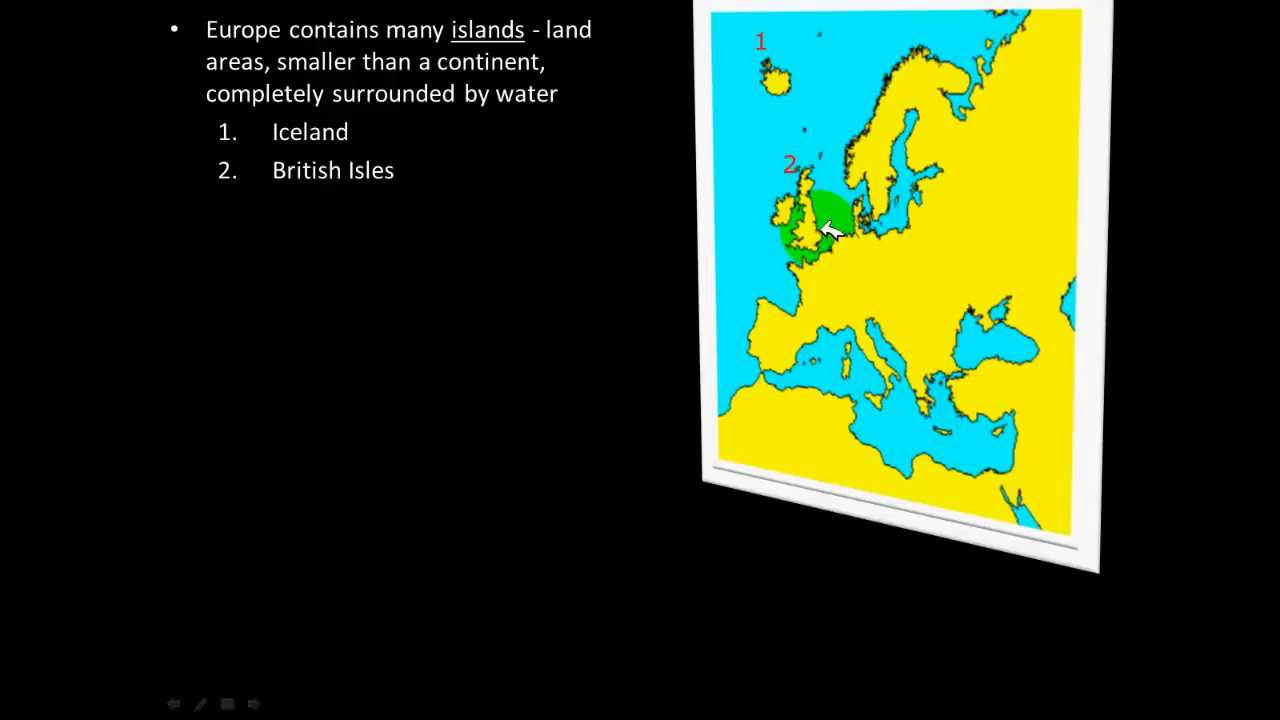 • Europe contains many islands - land
areas, smaller than a continent,
completely surrounded by water
1. Iceland
2. British Isles
1
2